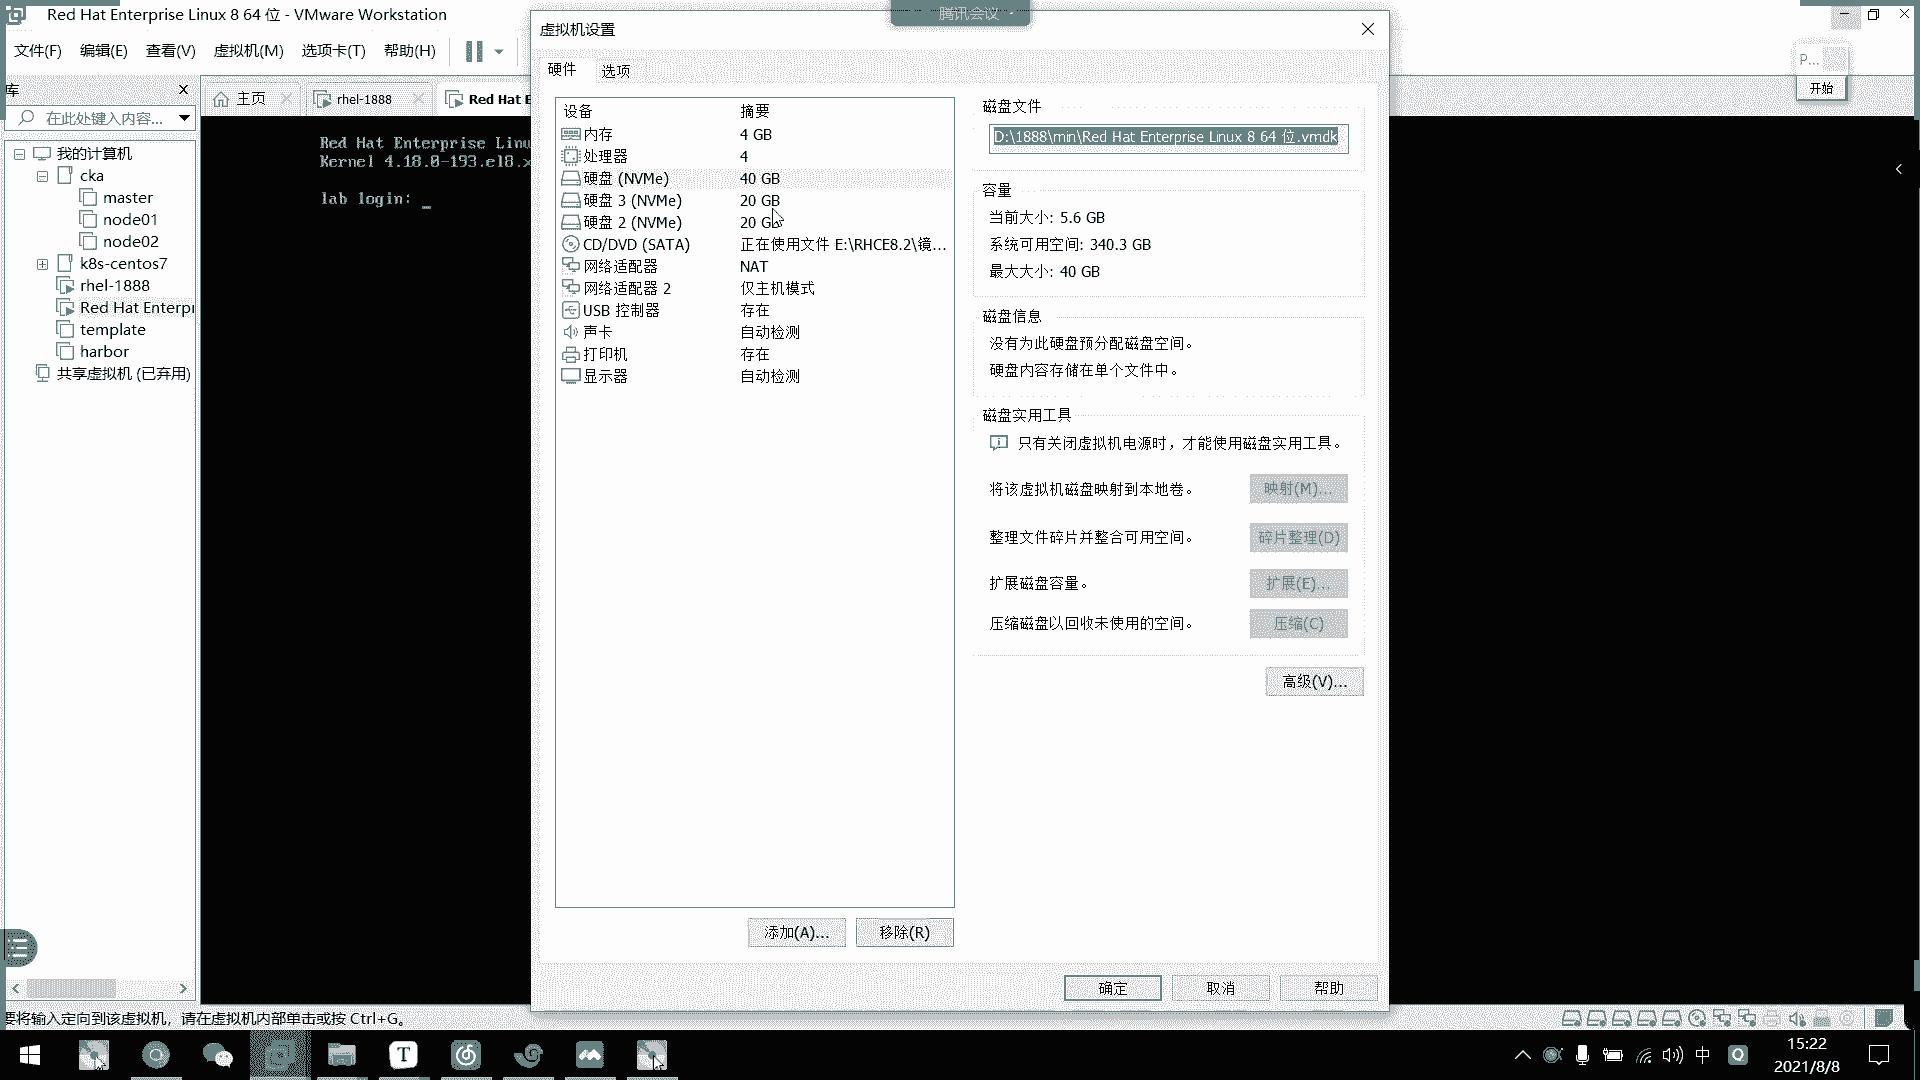 Red Hat Enterprise Linux 8 64 位 - VMware Workstation
文件(F) 编辑(E) 查看(V) 虚拟机(M) 选项卡(T) 帮助(H)
库
在此处键入内容...
我的计算机
cka
master
node01
node02
k8s-centos7
rhel-1888
Red Hat Enterpr
template
harbor
共享虚拟机 (已弃用)
主页
rhel-1888
Red Hat E
Red Hat Enterprise Linu
Kernel 4.18.0-193.el8.x
lab login: _
腾讯会议
虚拟机设置
硬件 选项
设备 摘要
内存 4 GB
处理器 4
硬盘 (NVMe) 40 GB
硬盘 3 (NVMe) 20 GB
硬盘 2 (NVMe) 20 GB
CD/DVD (SATA) 正在使用文件 E:\RHCE8.2\镜...
网络适配器 NAT
网络适配器 2 仅主机模式
USB 控制器 存在
声卡 自动检测
打印机 存在
显示器 自动检测
添加(A)... 移除(R)
磁盘文件
D:\1888\min\Red Hat Enterprise Linux 8 64 位.vmdk
容量
当前大小: 5.6 GB
系统可用空间: 340.3 GB
最大大小: 40 GB
磁盘信息
没有为此硬盘预分配磁盘空间。
硬盘内容存储在单个文件中。
磁盘实用工具
只有关闭虚拟机电源时，才能使用磁盘实用工具。
将该虚拟机磁盘映射到本地卷。 映射(M)...
整理文件碎片并整合可用空间。 碎片整理(D)
扩展磁盘容量。 扩展(E)...
压缩磁盘以回收未使用的空间。 压缩(C)
高级(V)...
确定 取消 帮助
P...
开始
要将输入定向到该虚拟机，请在虚拟机内部单击或按 Ctrl+G。
T
中
Q
15:22
2021/8/8